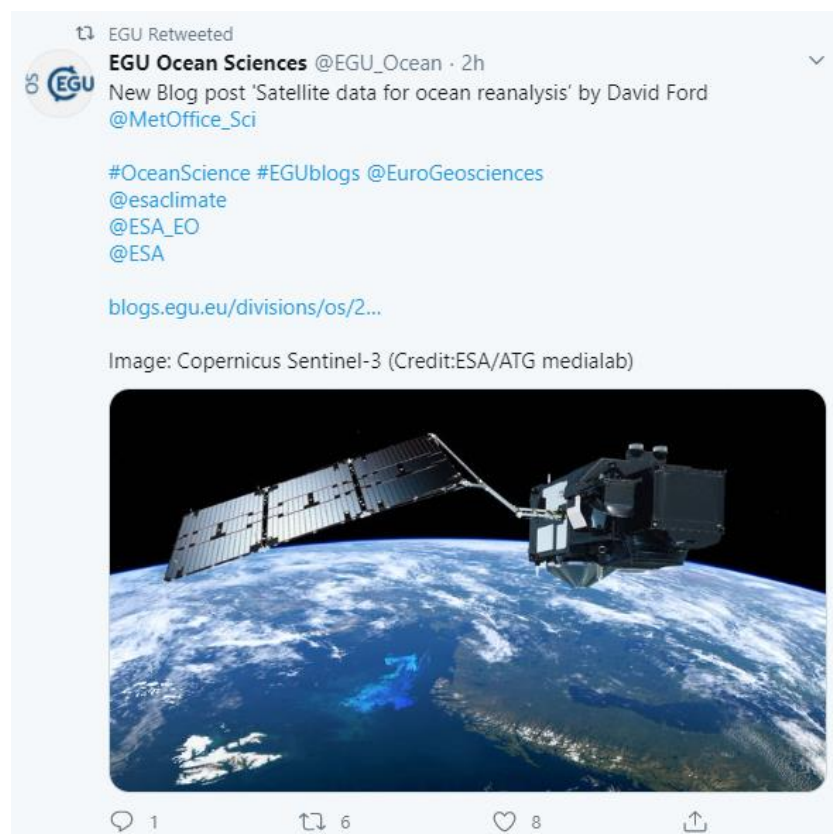 EGU Retweeted
EGU Ocean Sciences @EGU_Ocean · 2h
OS EGU
New Blog post 'Satellite data for ocean reanalysis' by David Ford
@MetOffice_Sci
#OceanScience #EGUblogs @EuroGeosciences
@esaclimate
@ESA_EO
@ESA
blogs.egu.eu/divisions/os/2...
Image: Copernicus Sentinel-3 (Credit:ESA/ATG medialab)
1 6 8